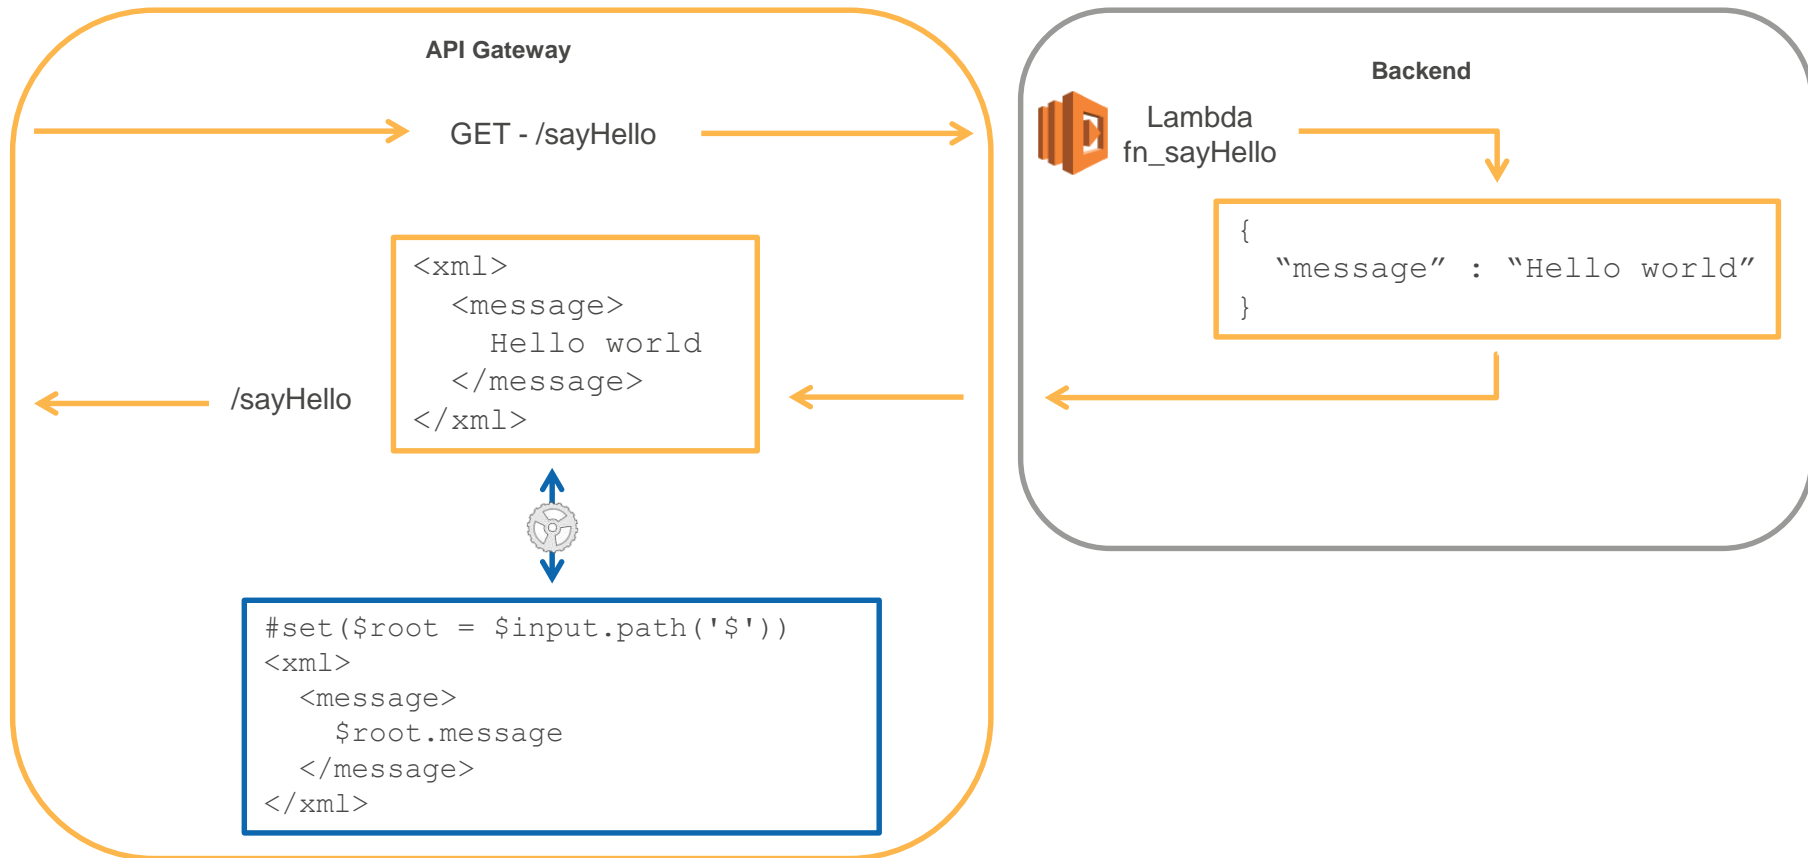 API Gateway
GET - /sayHello
<xml>
  <message>
    Hello world
  </message>
</xml>
/sayHello
#set($root = $input.path('$'))
<xml>
  <message>
    $root.message
  </message>
</xml>
Backend
Lambda
fn_sayHello
{
  “message” : “Hello world”
}